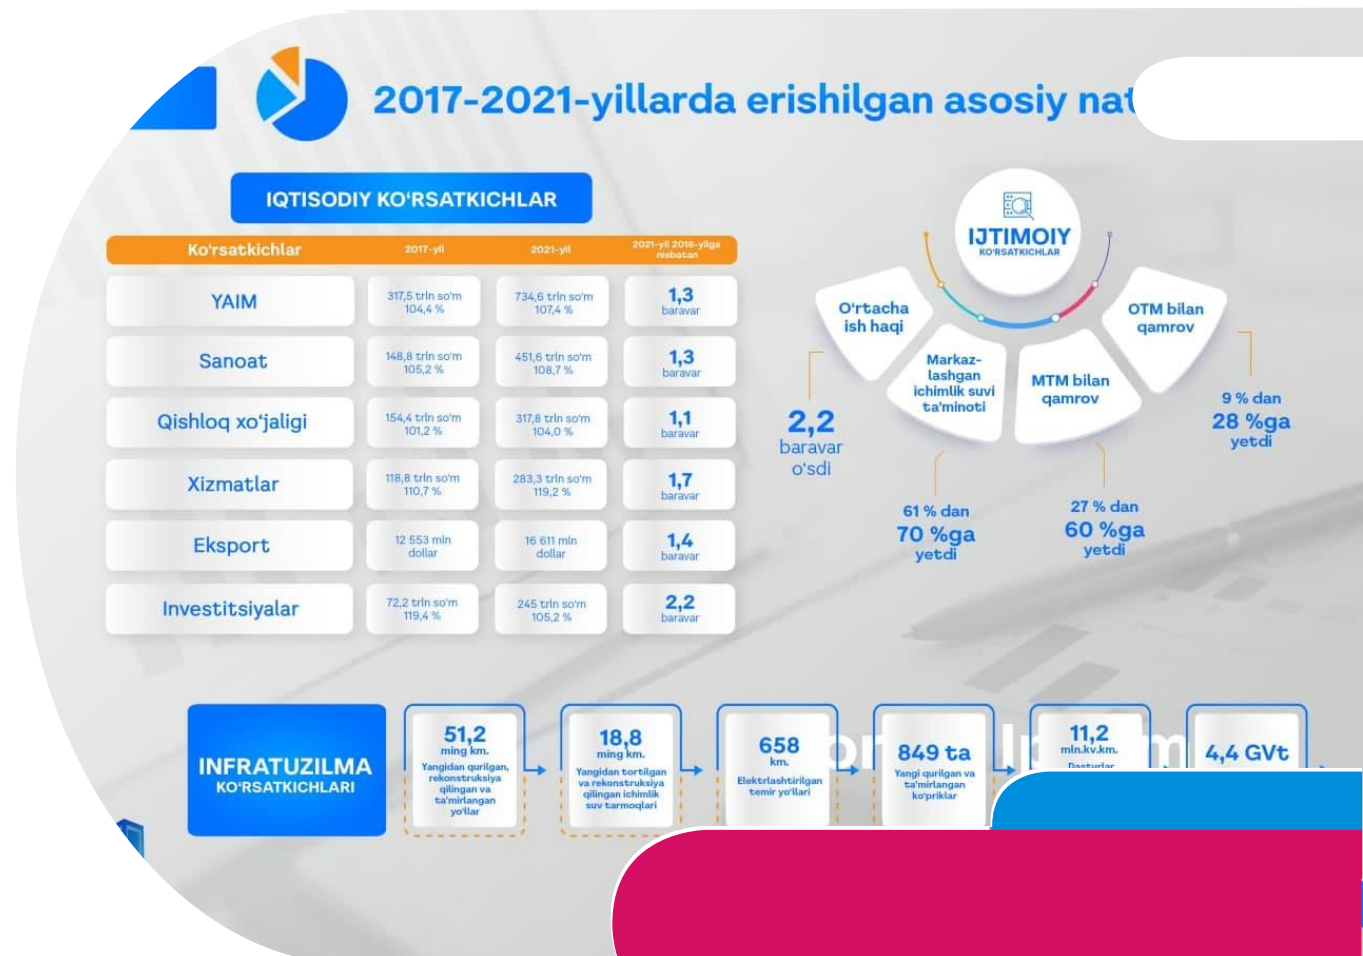 2017-2021-yillarda erishilgan asosiy nat
IQTISODIY KO‘RSATKICHLAR
Ko‘rsatkichlar 2017-yil 2021-yil 2021-yil 2016-yilga
nisbatan
YAIM 317,5 trln so‘m 734,6 trln so‘m 1,3
104,4 % 107,4 % baravar
Sanoat 148,8 trln so‘m 451,6 trln so‘m 1,3
105,2 % 108,7 % baravar
Qishloq xo‘jaligi 154,4 trln so‘m 317,8 trln so‘m 1,1
101,2 % 104,0 % baravar
Xizmatlar 118,8 trln so‘m 283,3 trln so‘m 1,7
110,7 % 119,2 % baravar
Eksport 12 553 mln 16 611 mln 1,4
dollar dollar baravar
Investitsiyalar 72,2 trln so‘m 245 trln so‘m 2,2
119,4 % 105,2 % baravar
IJTIMOIY
KO‘RSATKICHLAR
O‘rtacha
ish haqi
2,2
baravar
o‘sdi
Markaz-
lashgan
ichimlik suvi
ta’minoti
61 % dan
70 %ga
yetdi
MTM bilan
qamrov
27 % dan
60 %ga
yetdi
OTM bilan
qamrov
9 % dan
28 %ga
yetdi
INFRATUZILMA
KO‘RSATKICHLARI
51,2
ming km.
Yangidan qurilgan,
rekonstruksiya
qilingan va
ta’mirlangan
yo‘llar
18,8
ming km.
Yangidan tortilgan
va rekonstruksiya
qilingan ichimlik
suv tarmoqlari
658
km.
Elektrlashtirilgan
temir yo‘llari
849 ta
Yangi qurilgan va
ta’mirlangan
ko‘priklar
11,2
mln.kv.km.
Dasturlar
4,4 GVt